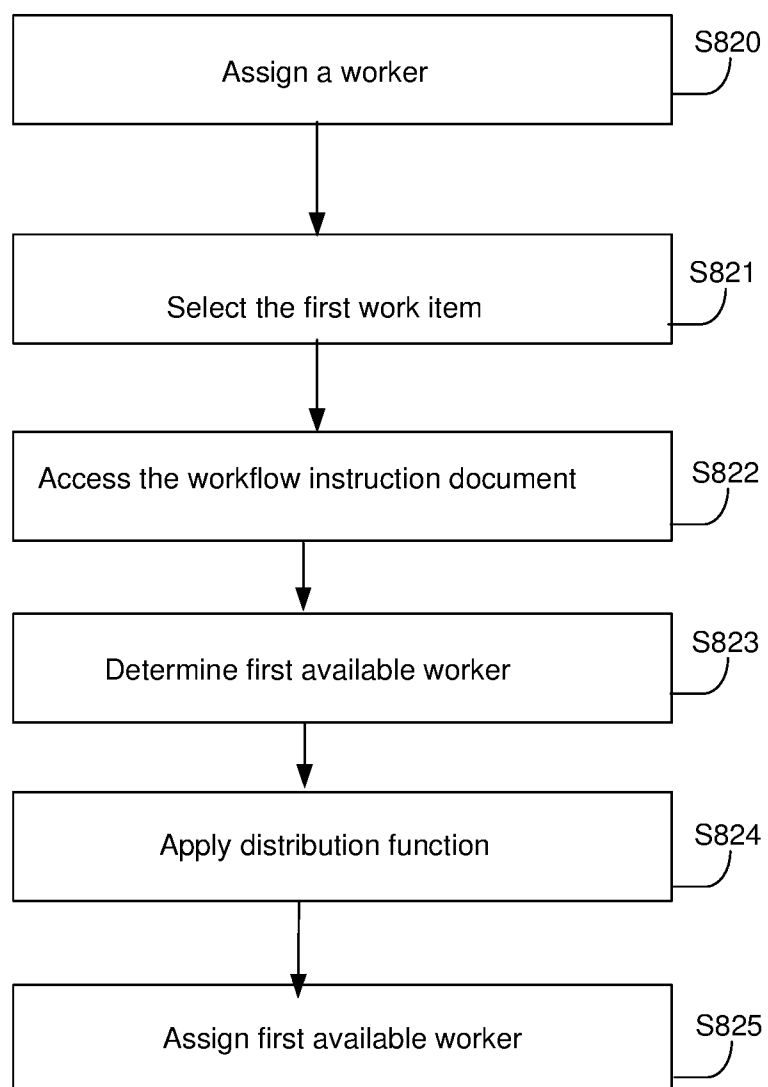 Assign a worker
S820
Select the first work item
S821
Access the workflow instruction document
S822
Determine first available worker
S823
Apply distribution function
S824
Assign first available worker
S825